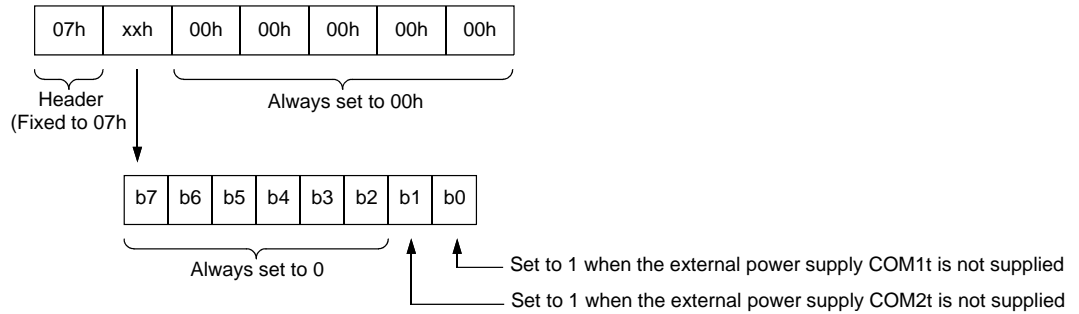 07h xxh 00h 00h 00h 00h 00h
Header
(Fixed to 07h
Always set to 00h
b7 b6 b5 b4 b3 b2 b1 b0
Always set to 0
Set to 1 when the external power supply COM1t is not supplied
Set to 1 when the external power supply COM2t is not supplied